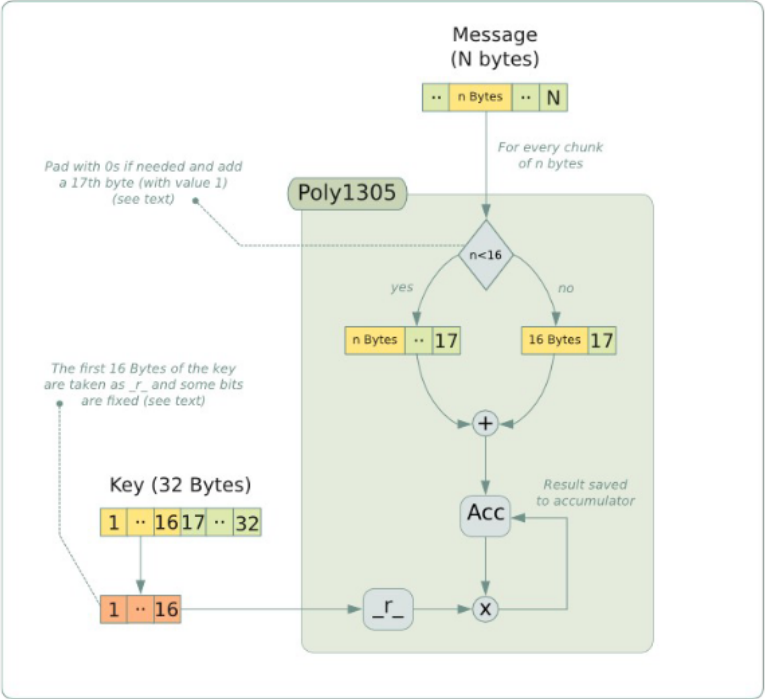 Message
(N bytes)
·· n Bytes ·· N
For every chunk
of n bytes
Pad with 0s if needed and add
a 17th byte (with value 1)
(see text)
Poly1305
n<16
yes
no
n Bytes ·· 17
16 Bytes 17
The first 16 Bytes of the key
are taken as _r_ and some bits
are fixed (see text)
+
Key (32 Bytes)
Result saved
to accumulator
Acc
1 ·· 16 17 ·· 32
1 ·· 16
_r_
x